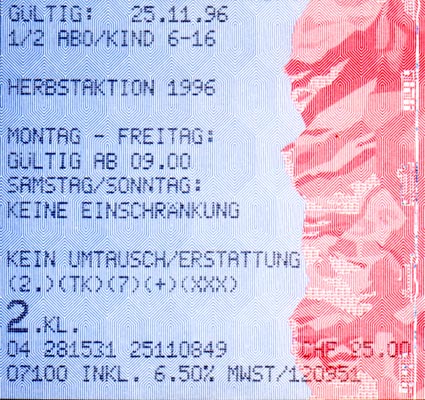 GÜLTIG: 25.11.96
1/2 ABO/KIND 6-16
HERBSTAKTION 1996
MONTAG - FREITAG:
GÜLTIG AB 09.00
SAMSTAG/SONNTAG:
KEINE EINSCHRÄNKUNG
KEIN UMTAUSCH/ERSTATTUNG
(2.)(TK)(7)(+)(XXX)
2.KL.
04 281531 25110849 CHF 25.00
07100 INKL. 6.50% MWST/120951